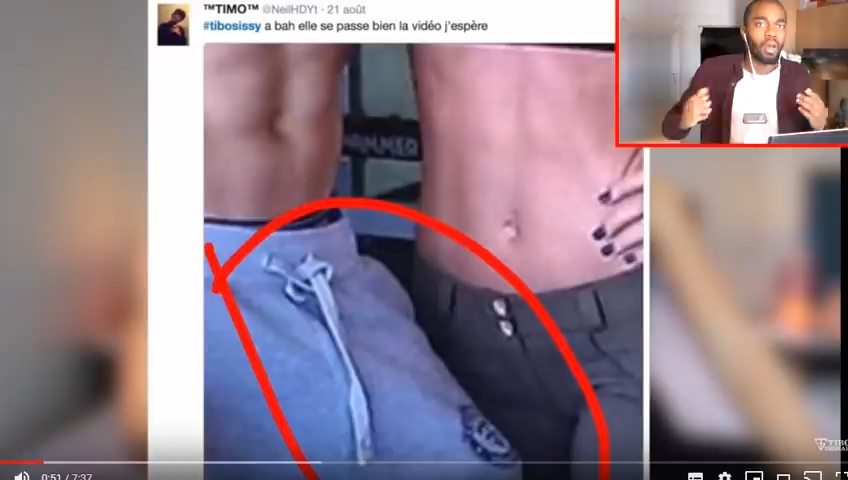 ™TIMO™ @NeilHDYt · 21 août
#tibosissy a bah elle se passe bien la vidéo j'espère
0:51 / 7:37